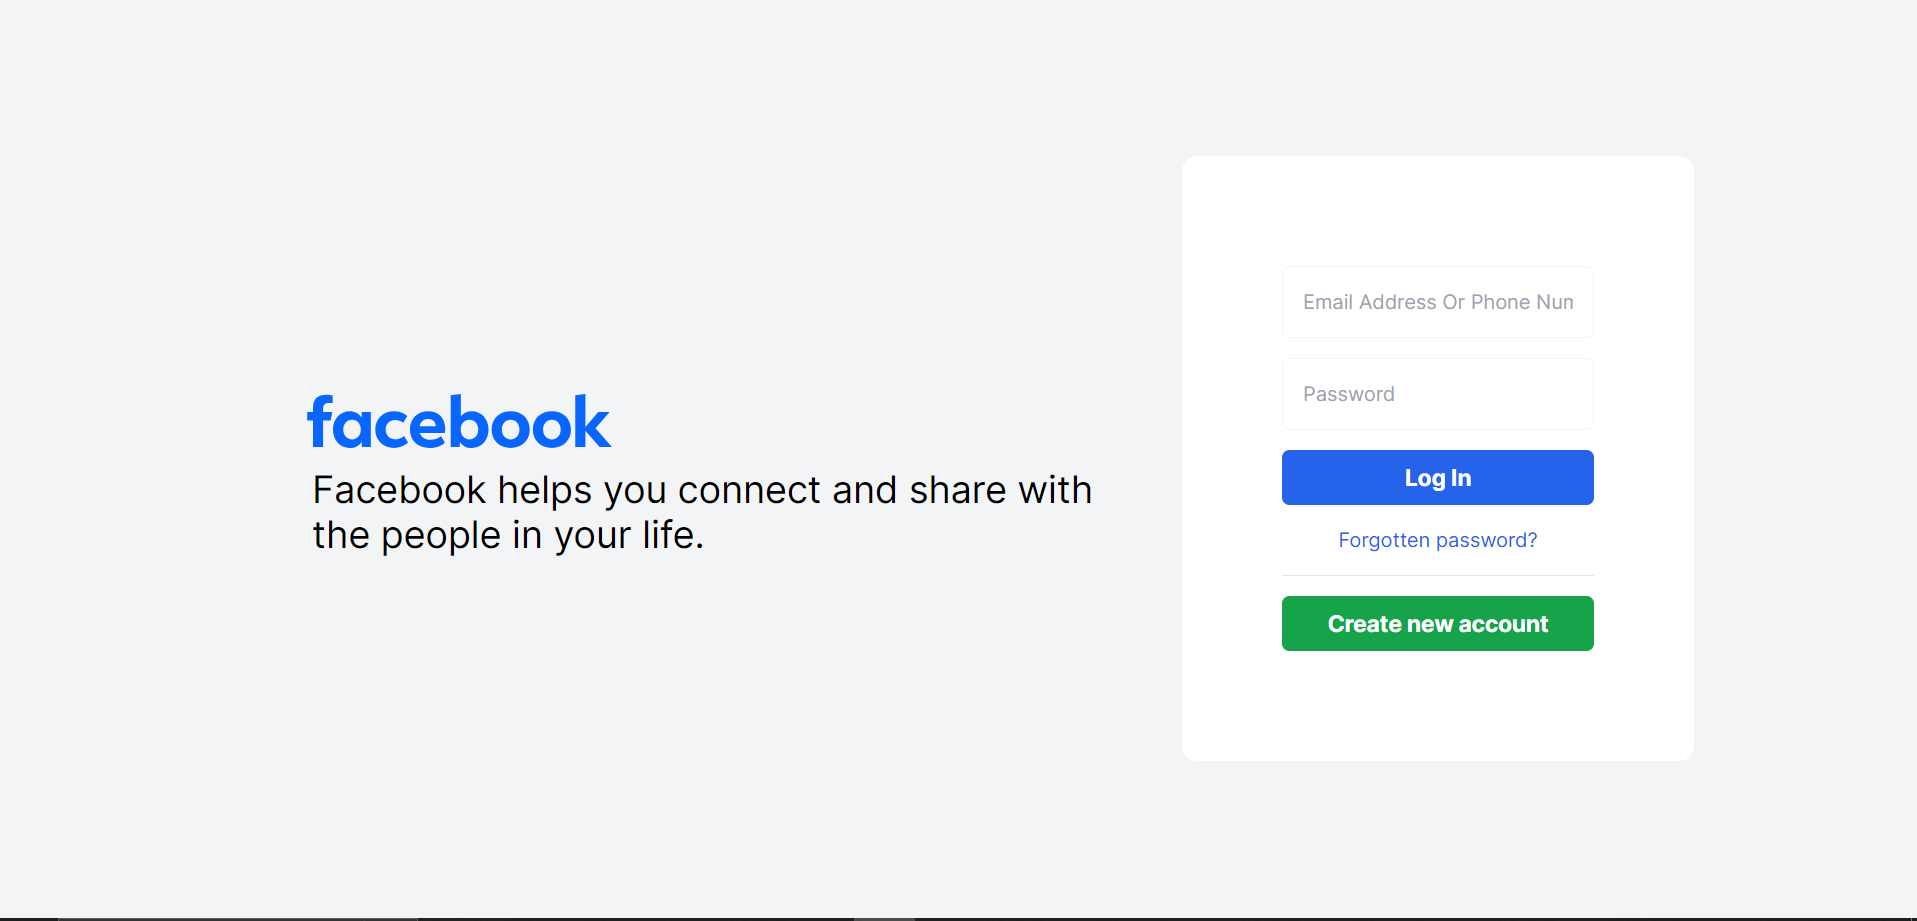 facebook
Facebook helps you connect and share with
the people in your life.
Email Address Or Phone Nun
Password
Log In
Forgotten password?
Create new account